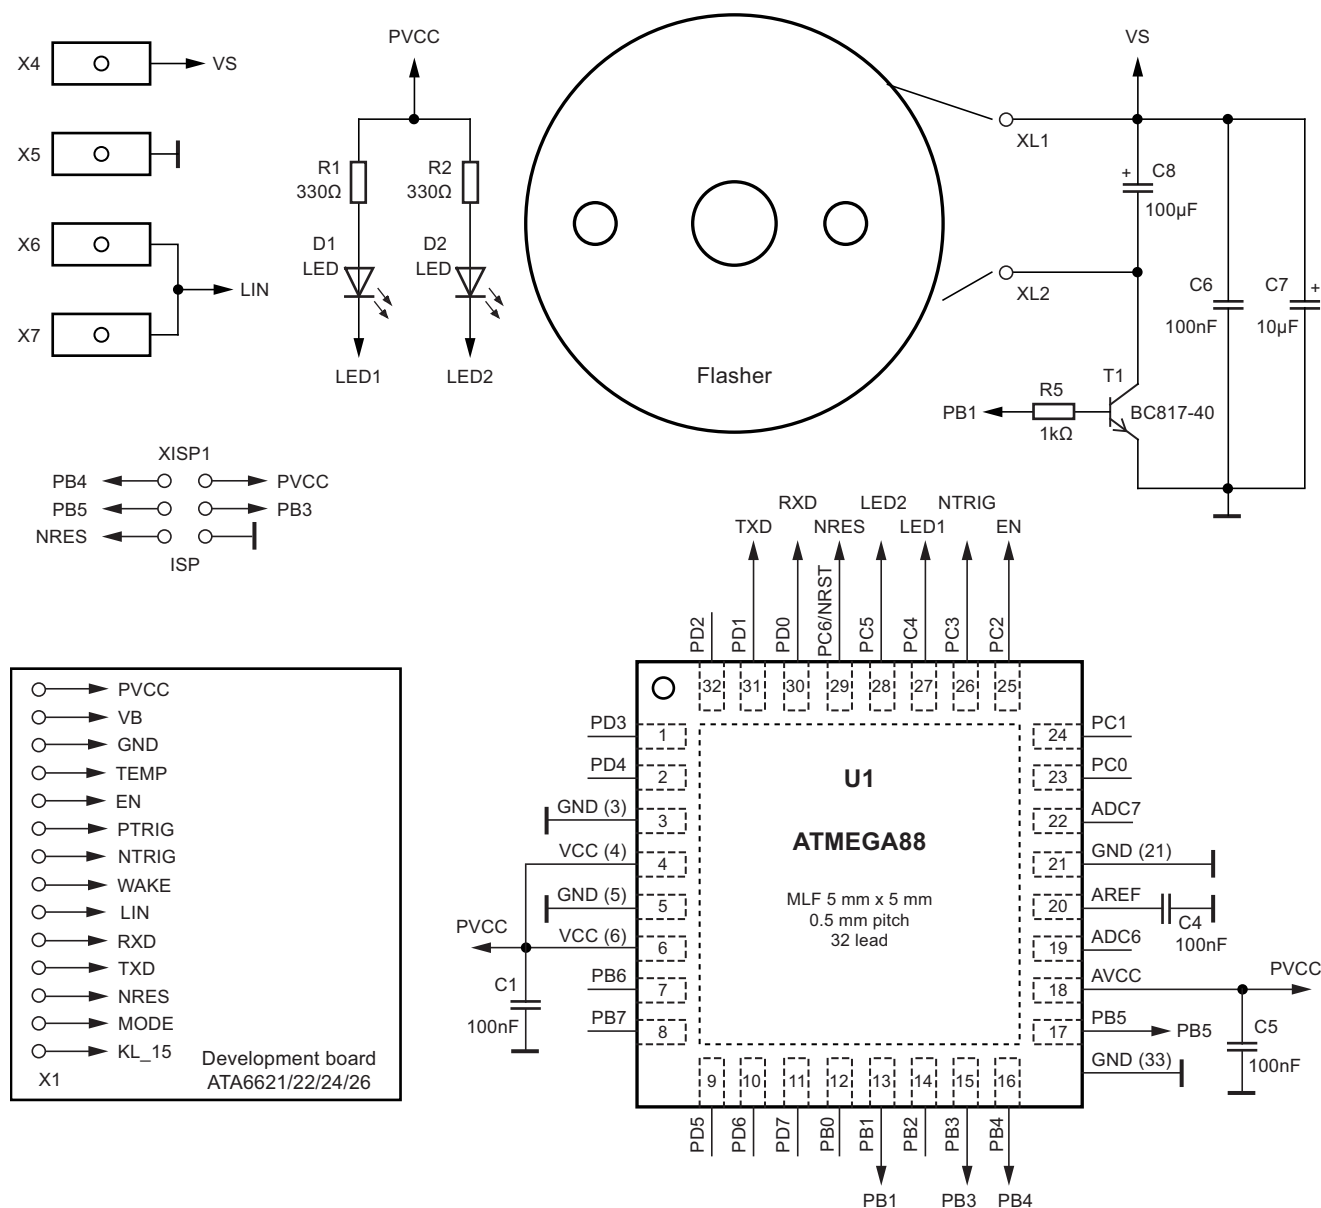 X4
VS
X5
X6
LIN
X7
PVCC
R1
330Ω
R2
330Ω
D1
LED
D2
LED
LED1
LED2
Flasher
VS
XL1
+
C8
100µF
XL2
C6
100nF
C7
+
10µF
T1
BC817-40
PB1
R5
1kΩ
XISP1
PB4
PVCC
PB5
PB3
NRES
ISP
RXD
LED2
NTRIG
TXD
NRES
LED1
EN
PD2
PD1
PD0
PC6/NRST
PC5
PC4
PC3
PC2
32
31
30
29
28
27
26
25
PD3
1
PD4
2
GND (3)
3
VCC (4)
4
GND (5)
5
PVCC
VCC (6)
6
C1
100nF
PB6
7
PB7
8
U1
ATMEGA88
MLF 5 mm x 5 mm
0.5 mm pitch
32 lead
24
PC1
23
PC0
22
ADC7
21
GND (21)
20
AREF
C4
100nF
19
ADC6
18
AVCC
PVCC
17
PB5
PB5
C5
100nF
GND (33)
9
10
11
12
13
14
15
16
PD5
PD6
PD7
PB0
PB1
PB2
PB3
PB4
PB1
PB3
PB4
PVCC
VB
GND
TEMP
EN
PTRIG
NTRIG
WAKE
LIN
RXD
TXD
NRES
MODE
KL_15
X1
Development board
ATA6621/22/24/26